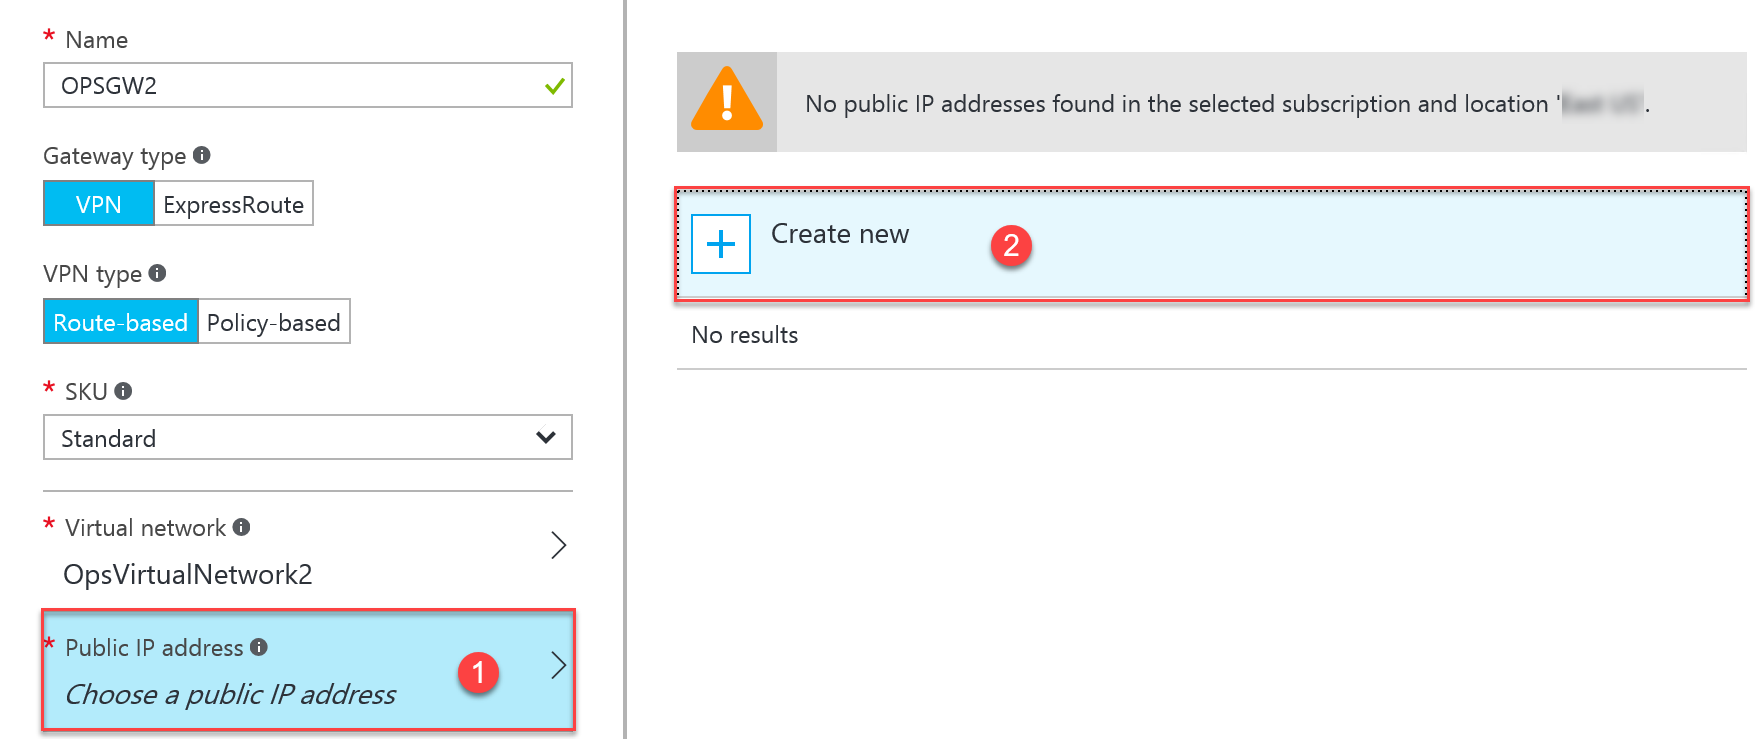 * Name
OPSGW2
Gateway type
VPN ExpressRoute
VPN type
Route-based Policy-based
* SKU
Standard
* Virtual network
OpsVirtualNetwork2
* Public IP address
Choose a public IP address
1
No public IP addresses found in the selected subscription and location ' '.
Create new
2
No results